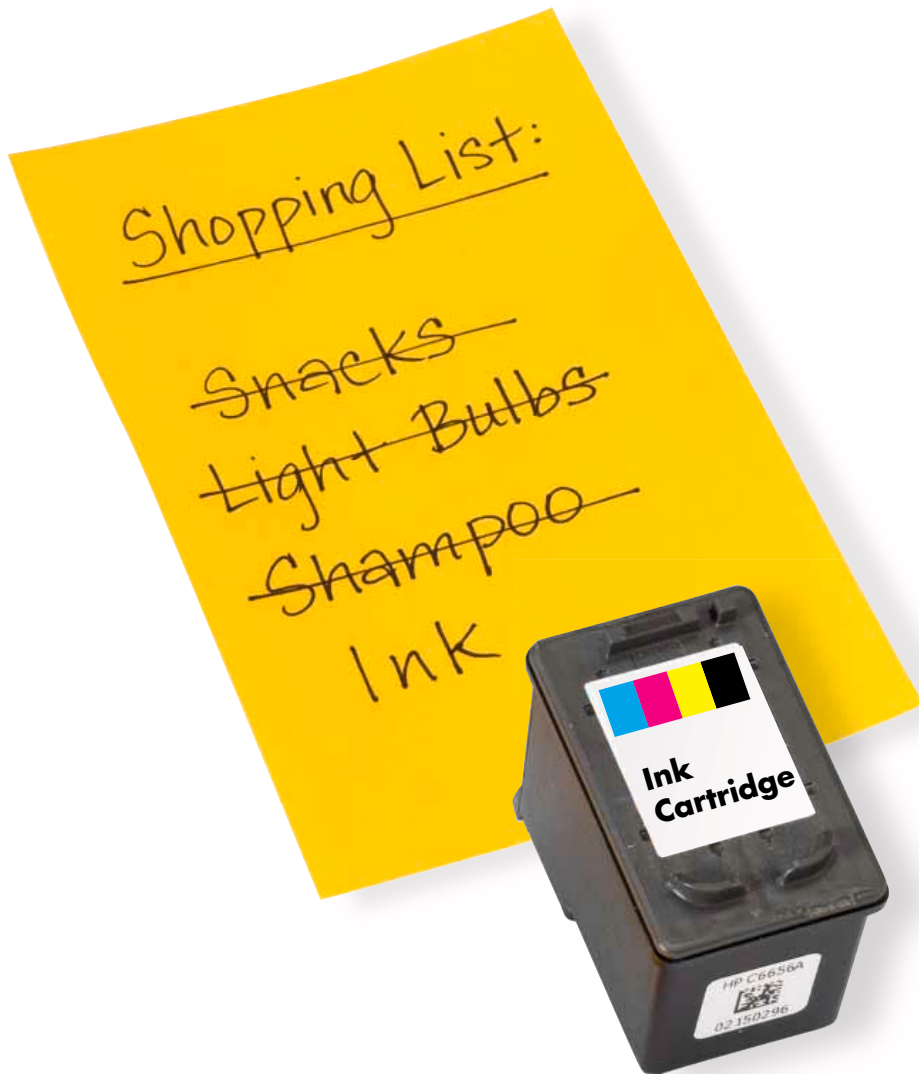 Shopping List:
Snacks
Light Bulbs
Shampoo
Ink
Ink
Cartridge
HP C6656A
02150296